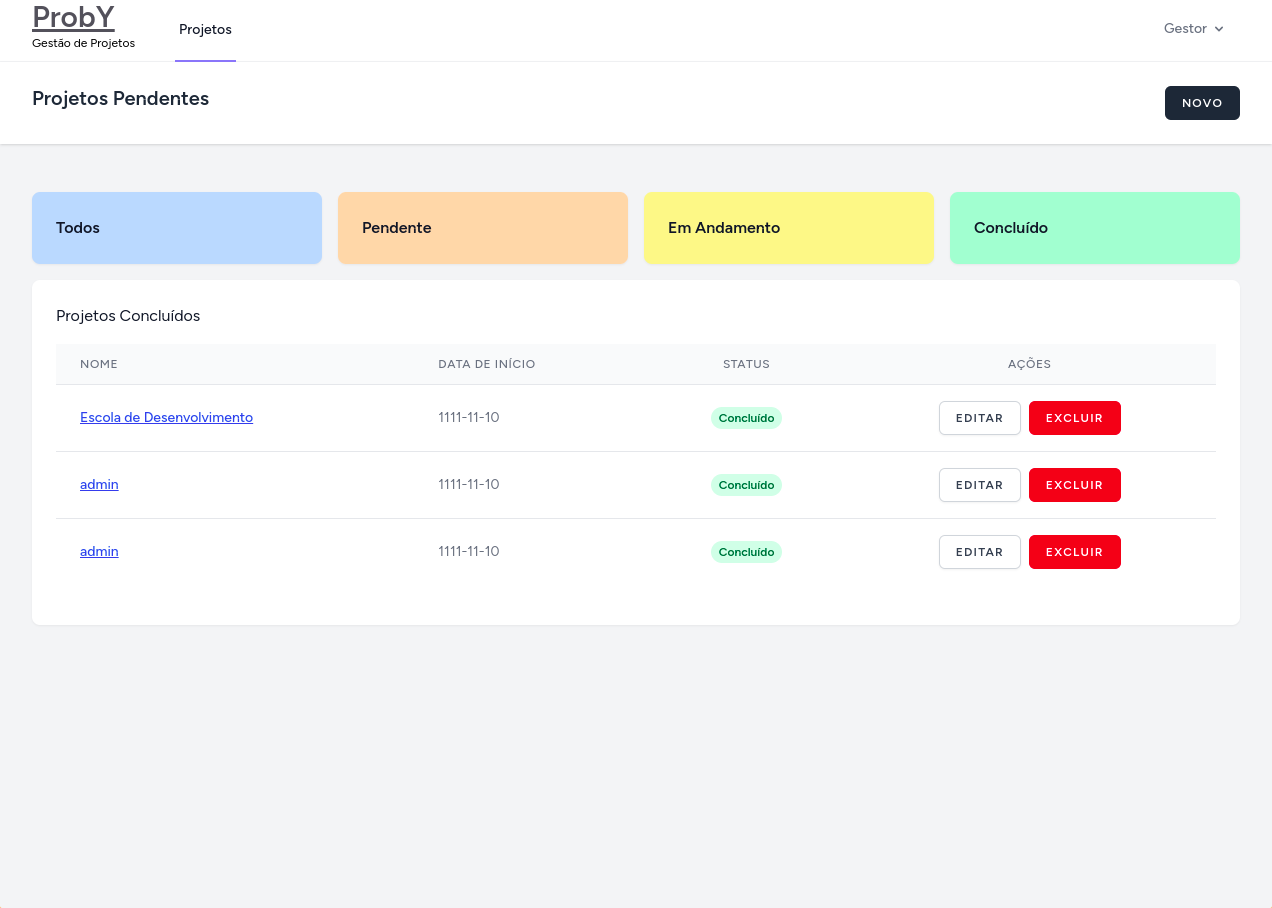 ProbY
Gestão de Projetos
Projetos
Gestor
Projetos Pendentes
NOVO
Todos
Pendente
Em Andamento
Concluído
Projetos Concluídos
NOME DATA DE INÍCIO STATUS AÇÕES
Escola de Desenvolvimento 1111-11-10 Concluído EDITAR EXCLUIR
admin 1111-11-10 Concluído EDITAR EXCLUIR
admin 1111-11-10 Concluído EDITAR EXCLUIR